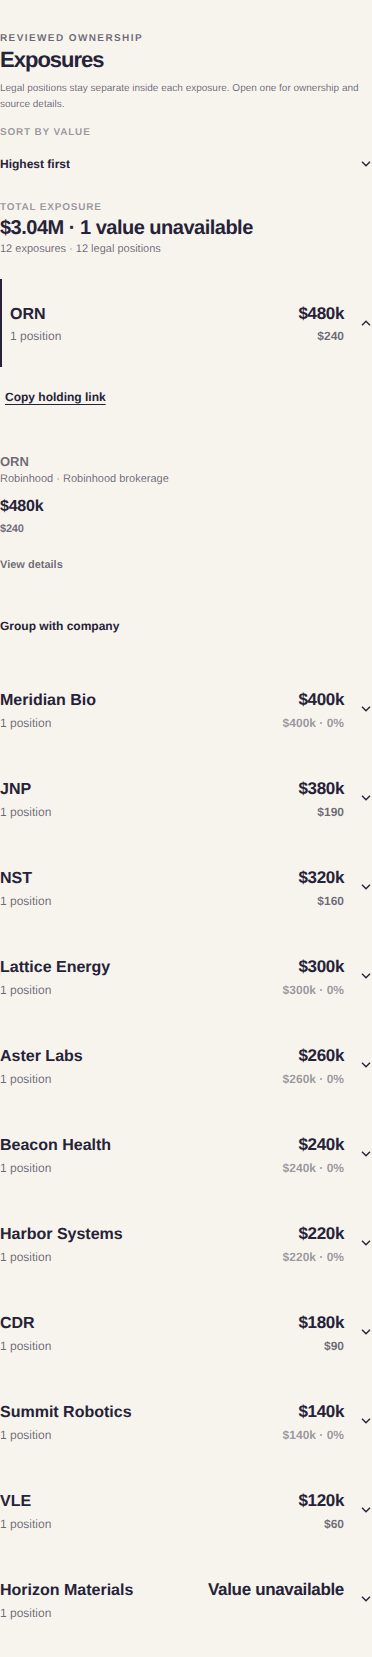 REVIEWED OWNERSHIP
Exposures
Legal positions stay separate inside each exposure. Open one for ownership and
source details.
SORT BY VALUE
Highest first
TOTAL EXPOSURE
$3.04M · 1 value unavailable
12 exposures · 12 legal positions
ORN $480k
1 position $240
Copy holding link
ORN
Robinhood · Robinhood brokerage
$480k
$240
View details
Group with company
Meridian Bio $400k
1 position $400k · 0%
JNP $380k
1 position $190
NST $320k
1 position $160
Lattice Energy $300k
1 position $300k · 0%
Aster Labs $260k
1 position $260k · 0%
Beacon Health $240k
1 position $240k · 0%
Harbor Systems $220k
1 position $220k · 0%
CDR $180k
1 position $90
Summit Robotics $140k
1 position $140k · 0%
VLE $120k
1 position $60
Horizon Materials Value unavailable
1 position